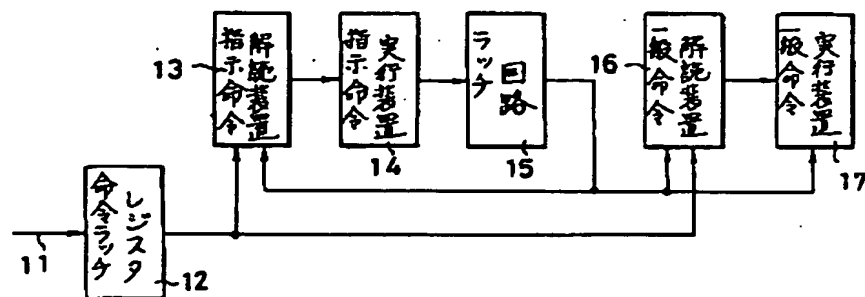 13
指示命令
解読装置
指示命令
実行装置
14
ラッチ
回路
15
16
一般命令
解読装置
一般命令
実行装置
17
11
命令ラッチ
レジスタ
12